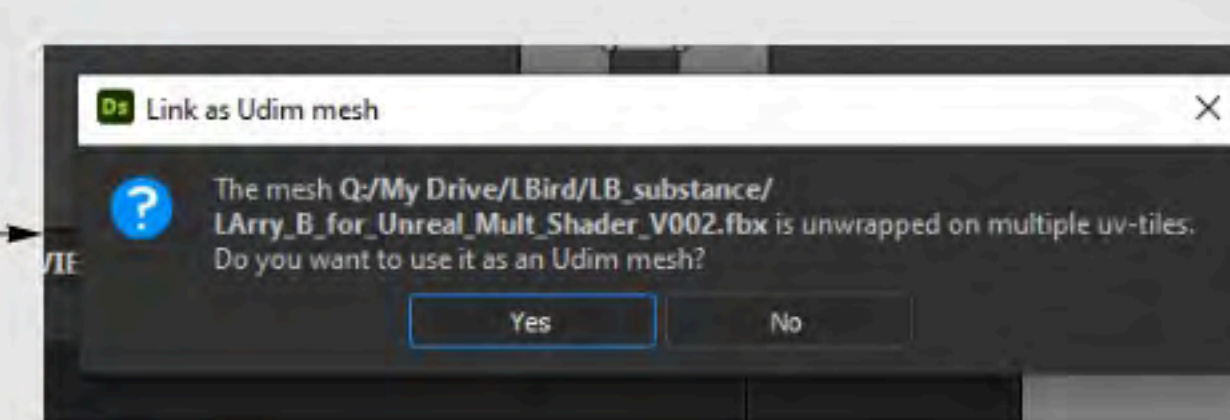 Ds Link as Udim mesh
The mesh Q:/My Drive/LBird/LB_substance/
LArry_B_for_Unreal_Mult_Shader_V002.fbx is unwrapped on multiple uv-tiles.
Do you want to use it as an Udim mesh?
Yes No